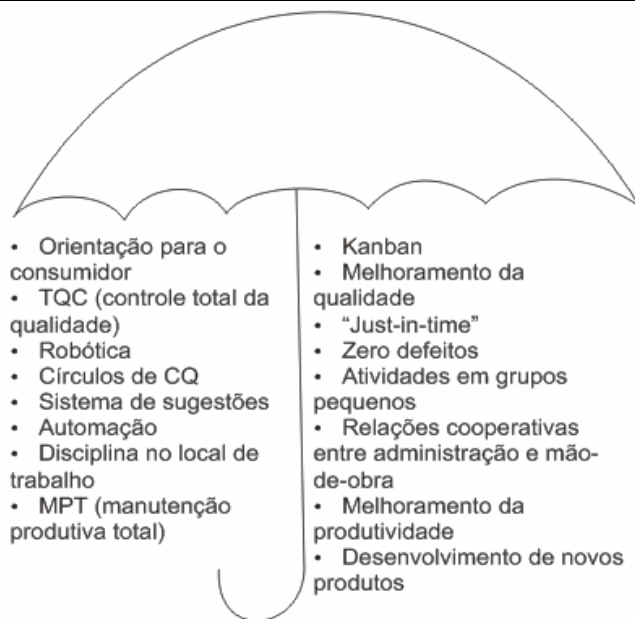 • Orientação para o
consumidor
• TQC (controle total da
qualidade)
• Robótica
• Círculos de CQ
• Sistema de sugestões
• Automação
• Disciplina no local de
trabalho
• MPT (manutenção
produtiva total)
• Kanban
• Melhoramento da
qualidade
• “Just-in-time”
• Zero defeitos
• Atividades em grupos
pequenos
• Relações cooperativas
entre administração e mão-
de-obra
• Melhoramento da
produtividade
• Desenvolvimento de novos
produtos